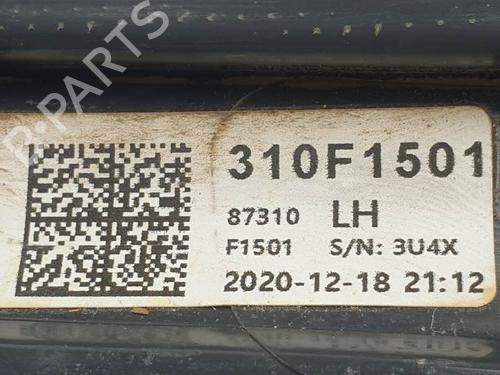 B-PARTS
310F1501
87310 LH
F1501 S/N: 3U4X
2020-12-18 21:12